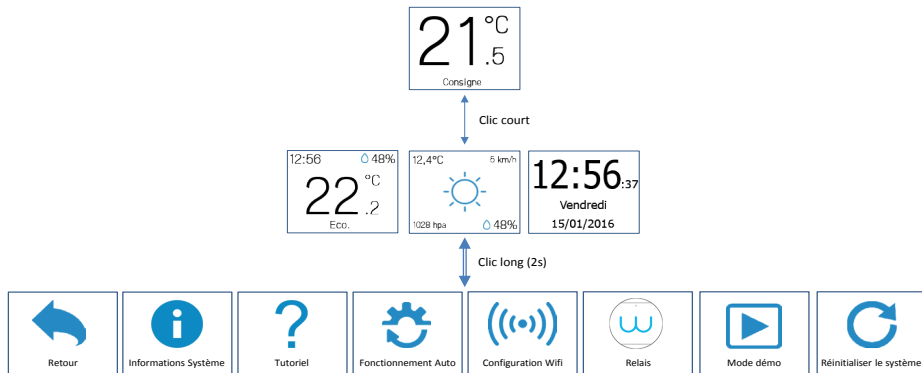 21 °C .5
Consigne
Clic court
12:56 48%
22 °C .2
Eco.
12,4°C 6 km/h
1028 hpa 48%
12:56:37
Vendredi
15/01/2016
Clic long (2s)
Retour
Informations Système
Tutoriel
Fonctionnement Auto
Configuration Wifi
Relais
Mode démo
Réinitialiser le système